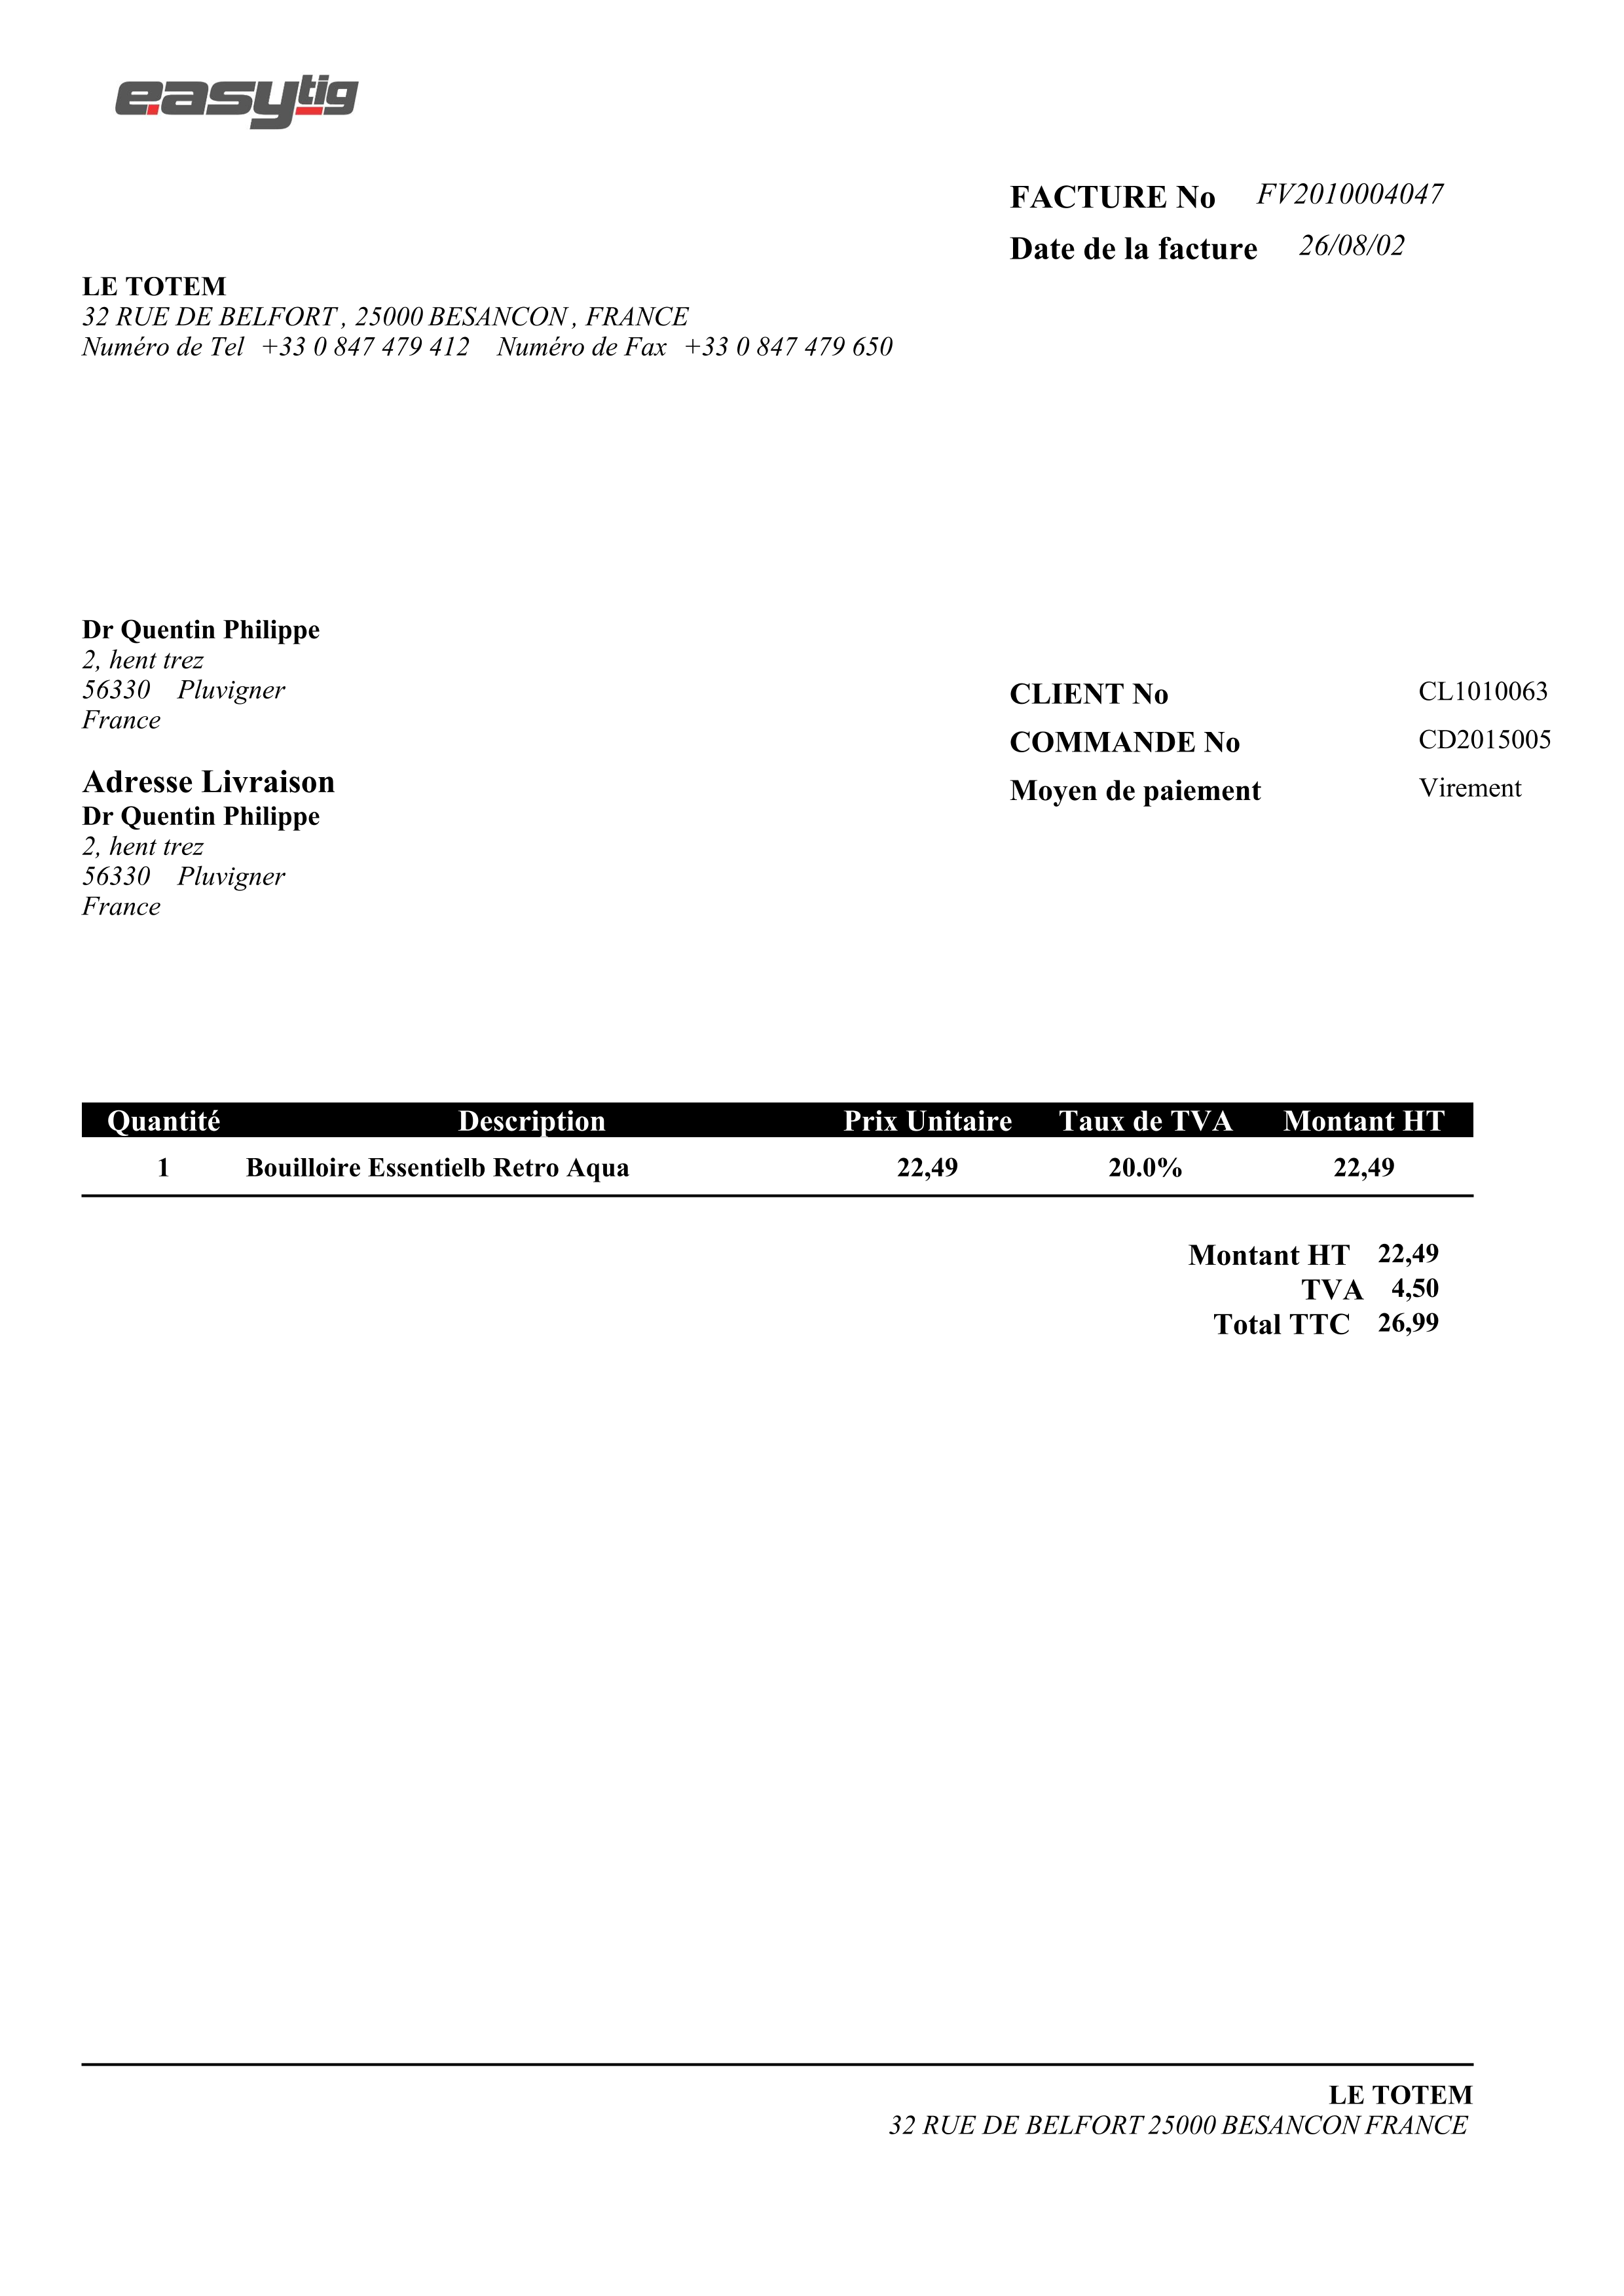 easytig
FACTURE No FV2010004047
Date de la facture 26/08/02
LE TOTEM
32 RUE DE BELFORT , 25000 BESANCON , FRANCE
Numéro de Tel +33 0 847 479 412 Numéro de Fax +33 0 847 479 650
Dr Quentin Philippe
2, hent trez
56330 Pluvigner
France
CLIENT No CL1010063
COMMANDE No CD2015005
Moyen de paiement Virement
Adresse Livraison
Dr Quentin Philippe
2, hent trez
56330 Pluvigner
France
Quantité Description Prix Unitaire Taux de TVA Montant HT
1 Bouilloire Essentielb Retro Aqua 22,49 20.0% 22,49
Montant HT 22,49
TVA 4,50
Total TTC 26,99
LE TOTEM
32 RUE DE BELFORT 25000 BESANCON FRANCE